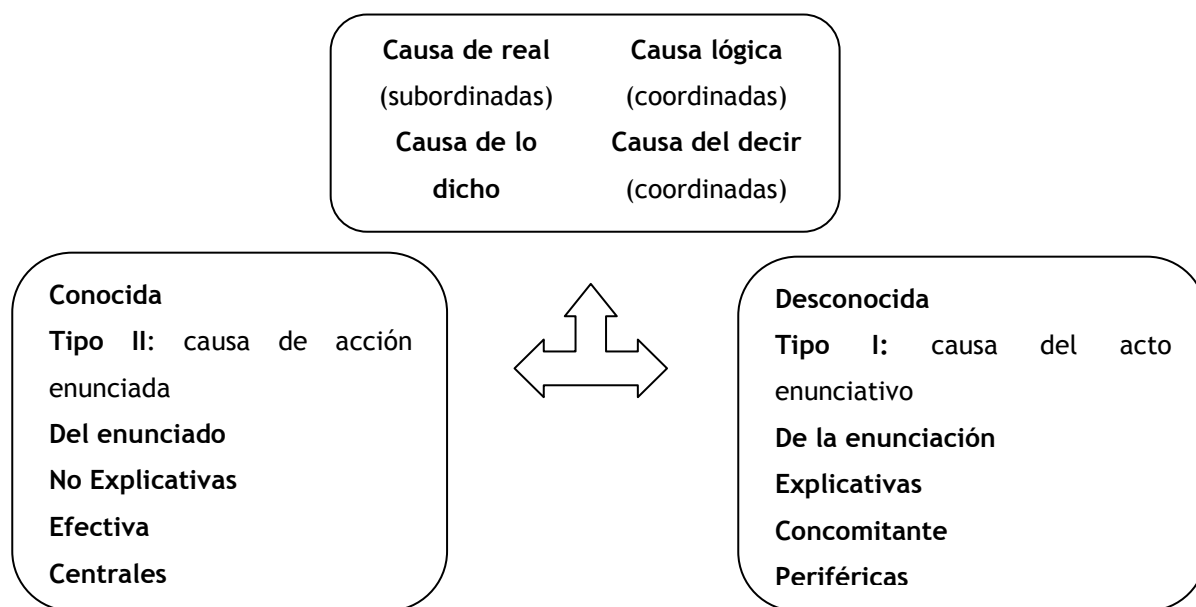 Causa de real Causa lógica
(subordinadas) (coordinadas)
Causa de lo Causa del decir
dicho (coordinadas)
Conocida
Tipo II: causa de acción
enunciada
Del enunciado
No Explicativas
Efectiva
Centrales
Desconocida
Tipo I: causa del acto
enunciativo
De la enunciación
Explicativas
Concomitante
Periféricas